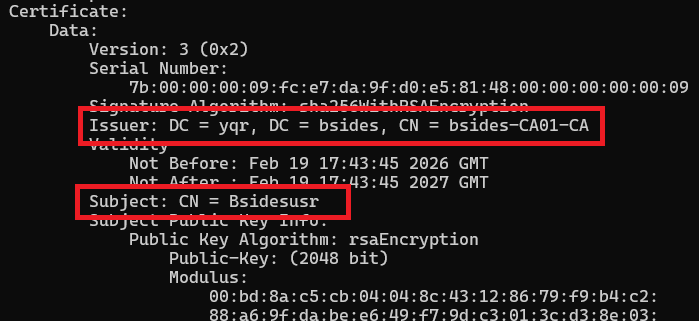 Certificate:
Data:
Version: 3 (0x2)
Serial Number:
7b:00:00:00:09:fc:e7:da:9f:d0:e5:81:48:00:00:00:00:00:09
Signature Algorithm: sha256WithRSAEncryption
Issuer: DC = yqr, DC = bsides, CN = bsides-CA01-CA
Validity
Not Before: Feb 19 17:43:45 2026 GMT
Not After : Feb 19 17:43:45 2027 GMT
Subject: CN = Bsidesusr
Subject Public Key Info:
Public Key Algorithm: rsaEncryption
Public-Key: (2048 bit)
Modulus:
00:bd:8a:c5:cb:04:04:8c:43:12:86:79:f9:b4:c2:
88:a6:9f:da:be:e6:49:f7:9d:c3:01:3c:d3:8e:03: